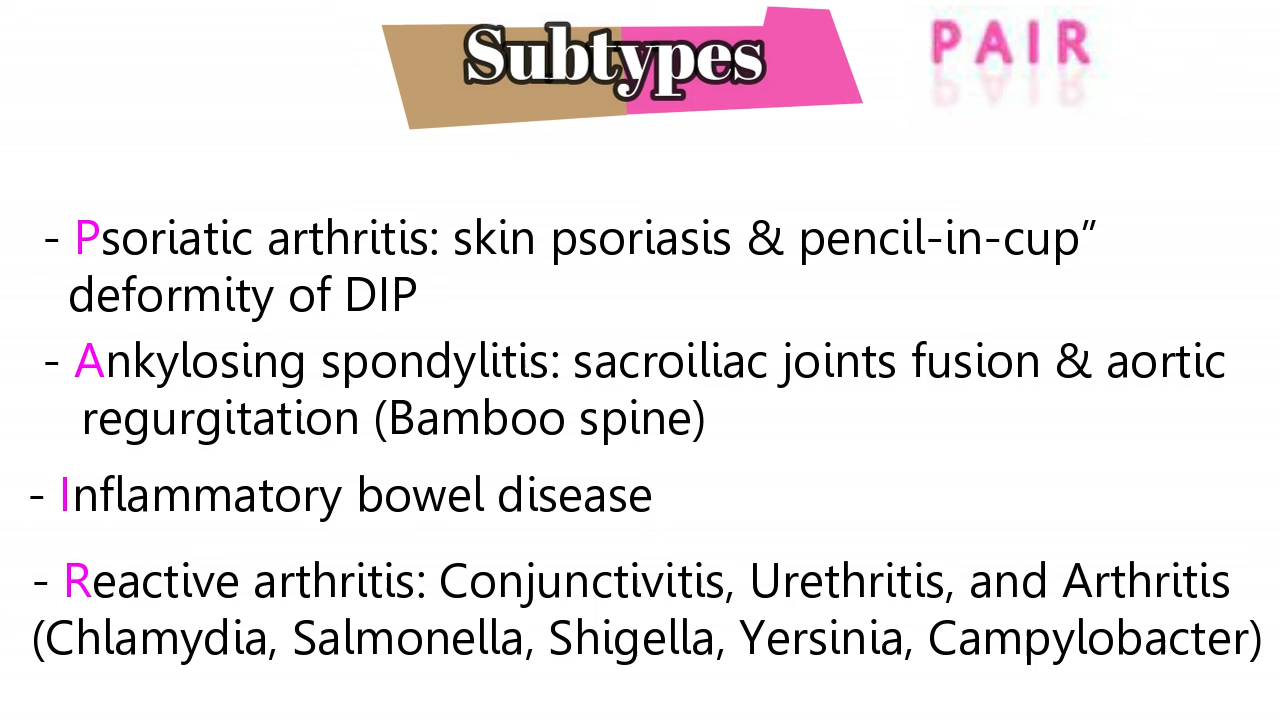 Subtypes
PAIR
- Psoriatic arthritis: skin psoriasis & pencil-in-cup”
deformity of DIP
- Ankylosing spondylitis: sacroiliac joints fusion & aortic
regurgitation (Bamboo spine)
- Inflammatory bowel disease
- Reactive arthritis: Conjunctivitis, Urethritis, and Arthritis
(Chlamydia, Salmonella, Shigella, Yersinia, Campylobacter)